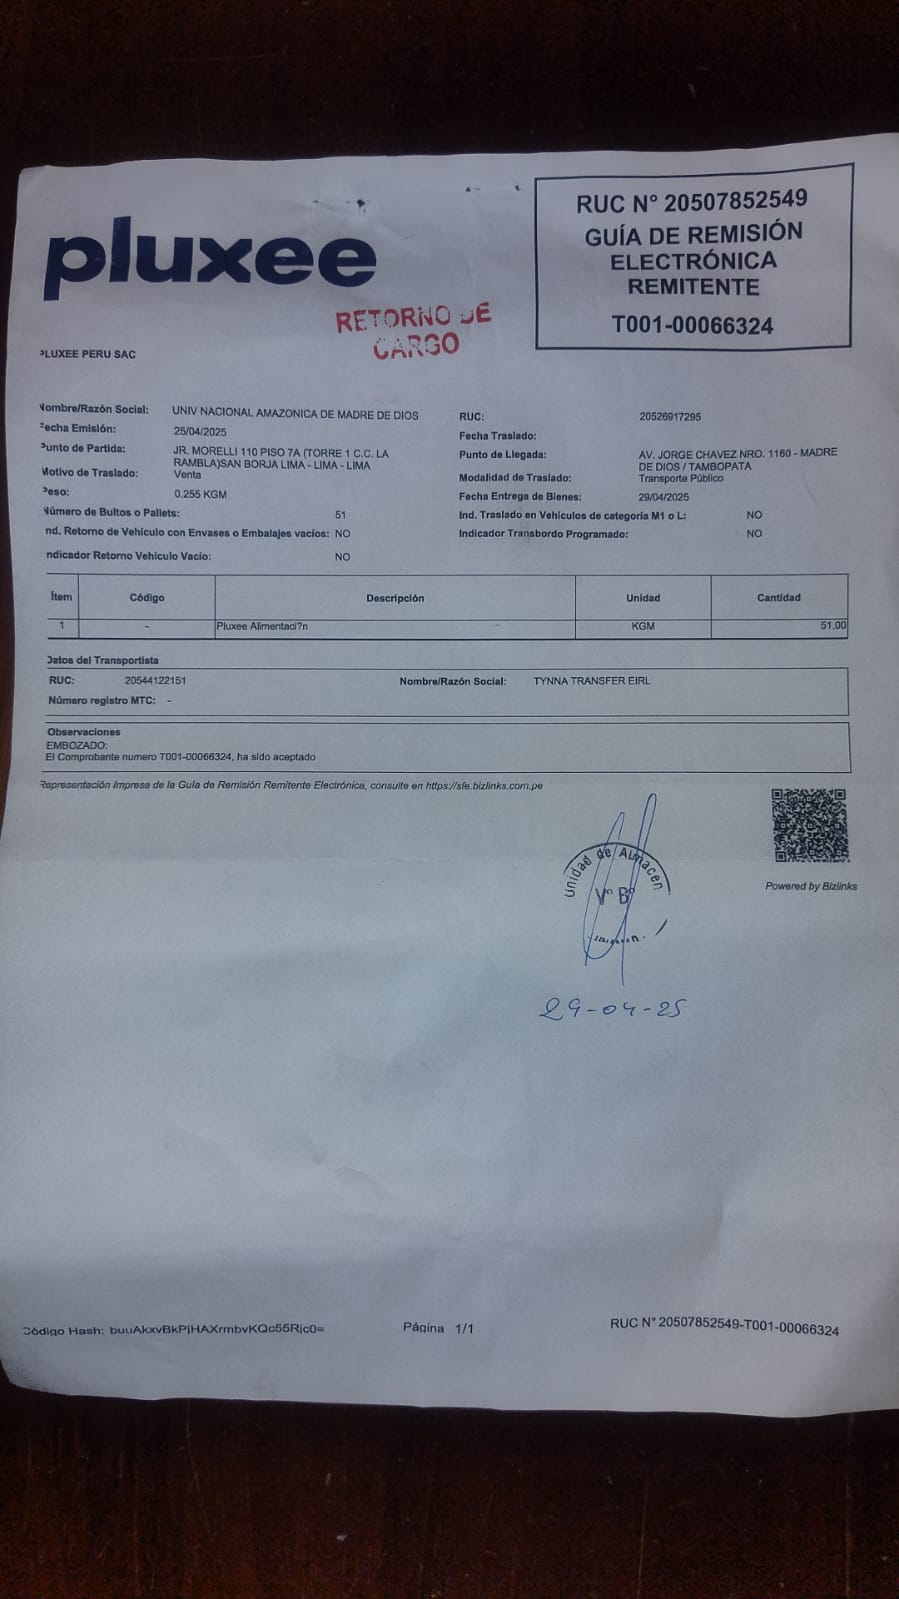 pluxee
RUC N° 20507852549
GUÍA DE REMISIÓN
ELECTRÓNICA
REMITENTE
T001-00066324
RETORNO DE
CARGO
PLUXEE PERU SAC
Nombre/Razón Social: UNIV NACIONAL AMAZONICA DE MADRE DE DIOS
RUC: 20526917295
Fecha Emisión: 25/04/2025
Fecha Traslado:
Punto de Partida: JR. MORELLI 110 PISO 7A (TORRE 1 C.C. LA
RAMBLA)SAN BORJA LIMA - LIMA - LIMA
Punto de Llegada: AV. JORGE CHAVEZ NRO. 1160 - MADRE
DE DIOS / TAMBOPATA
Motivo de Traslado: Venta
Modalidad de Traslado: Transporte Público
Peso: 0.255 KGM
Fecha Entrega de Bienes: 29/04/2025
Número de Bultos o Pallets: 51
Ind. Traslado en Vehículos de categoría M1 o L: NO
Ind. Retorno de Vehículo con Envases o Embalajes vacíos: NO
Indicador Transbordo Programado: NO
Indicador Retorno Vehículo Vacío: NO
Ítem Código Descripción Unidad Cantidad
1 - Pluxee Alimentaci?n KGM 51,00
Datos del Transportista
RUC: 20544122151 Nombre/Razón Social: TYNNA TRANSFER EIRL
Número registro MTC: -
Observaciones
EMBOZADO:
El Comprobante numero T001-00066324, ha sido aceptado
Representación Impresa de la Guía de Remisión Remitente Electrónica, consulte en https://sfe.bizlinks.com.pe
Unidad de Almacen
V° B°
Powered by Bizlinks
29-04-25
Código Hash: buuAkxvBkPjHAXrmbvKQc55Rjc0=
Página 1/1
RUC N° 20507852549-T001-00066324